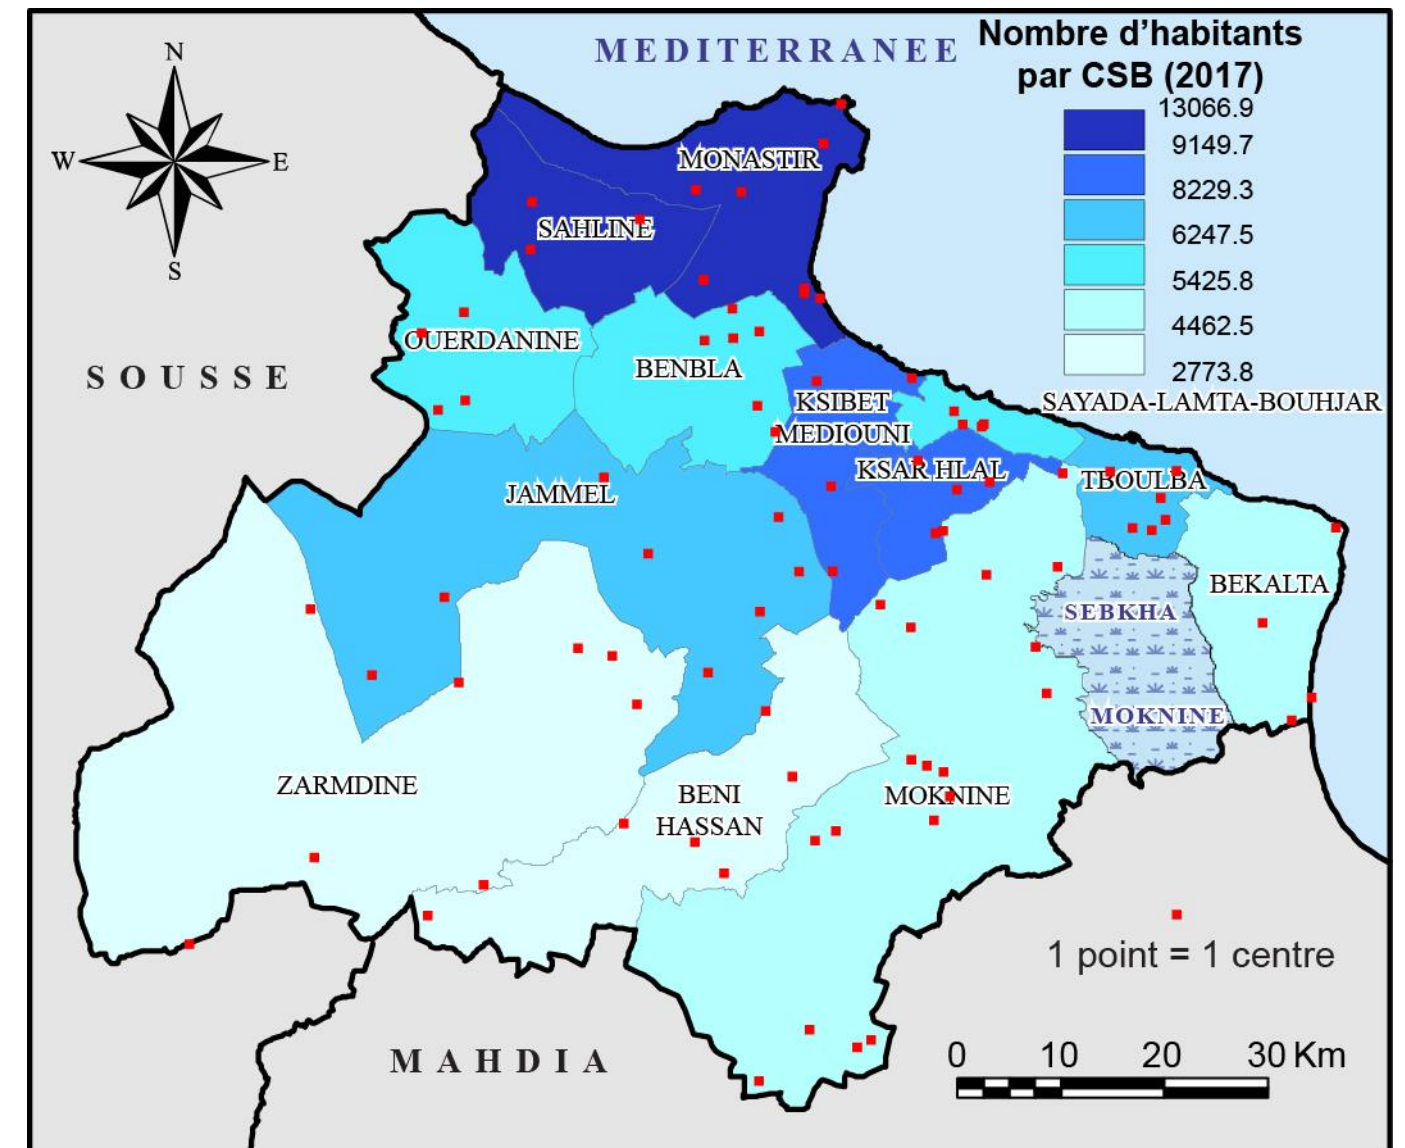 MEDITERRANEE
Nombre d’habitants
par CSB (2017)
13066.9
9149.7
8229.3
6247.5
5425.8
4462.5
2773.8
N
W
E
S
MONASTIR
SAHLINE
OUERDANINE
BENBLA
SOUSSE
KSIBET
MEDIOUNI
SAYADA-LAMTA-BOUHJAR
KSAR HLAL
TBOULBA
JAMMEL
BEKALTA
SEBKHA
MOKNINE
ZARMDINE
BENI
HASSAN
MOKNINE
1 point = 1 centre
MAHDIA
0 10 20 30 Km